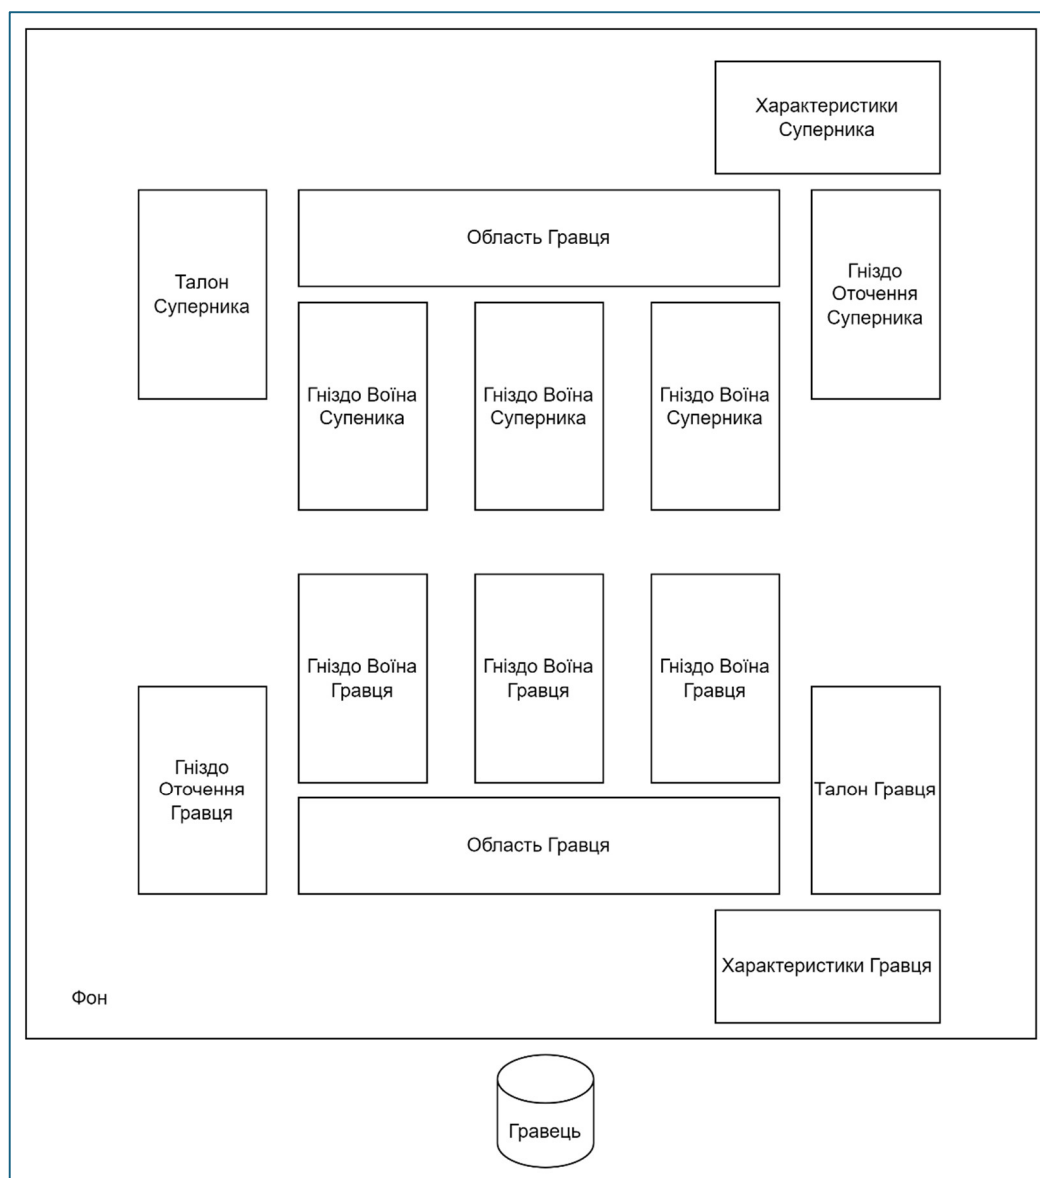 Характеристики
Суперника
Талон
Суперника
Область Гравця
Гніздо
Оточення
Суперника
Гніздо Воїна
Супеника
Гніздо Воїна
Суперника
Гніздо Воїна
Суперника
Гніздо Воїна
Гравця
Гніздо Воїна
Гравця
Гніздо Воїна
Гравця
Гніздо
Оточення
Гравця
Талон Гравця
Область Гравця
Характеристики Гравця
Фон
Гравець